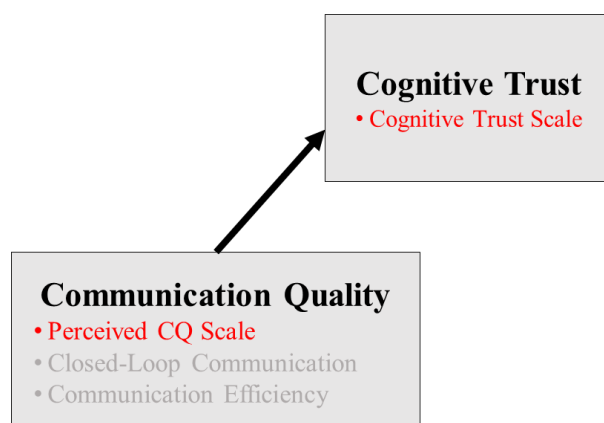 Cognitive Trust
• Cognitive Trust Scale
Communication Quality
• Perceived CQ Scale
• Closed-Loop Communication
• Communication Efficiency